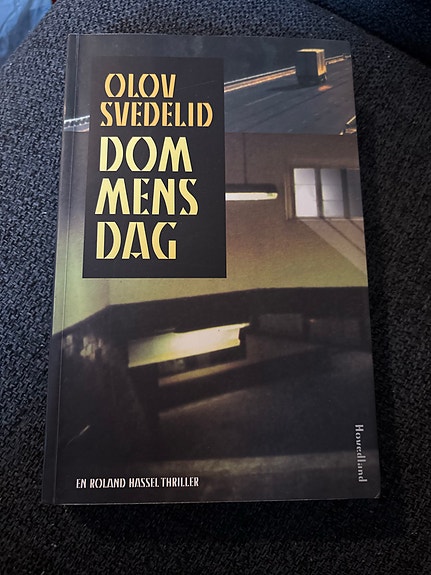 OLOV
SVEDELID
DOM
MENS
DAG
Hovedland
EN ROLAND HASSEL THRILLER